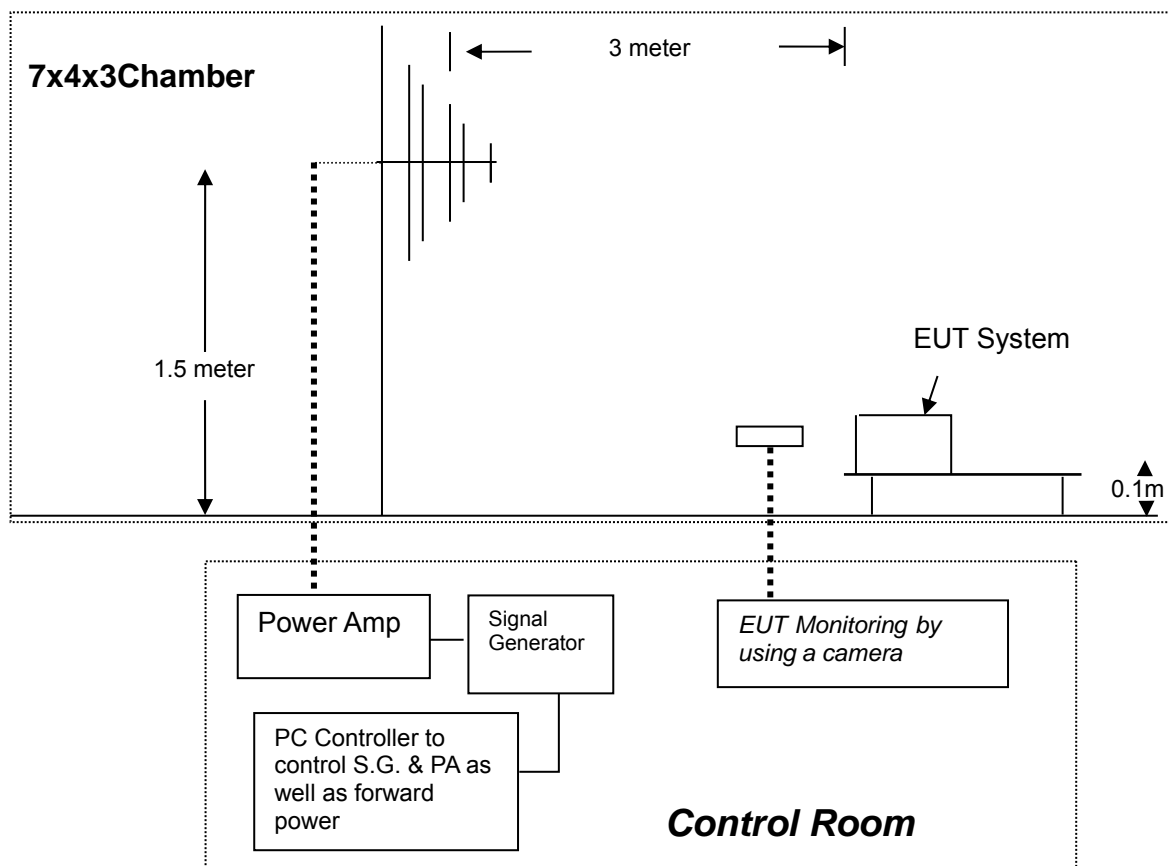 3 meter
7x4x3Chamber
1.5 meter
EUT System
0.1m
Power Amp
Signal
Generator
EUT Monitoring by
using a camera
PC Controller to
control S.G. & PA as
well as forward
power
Control Room